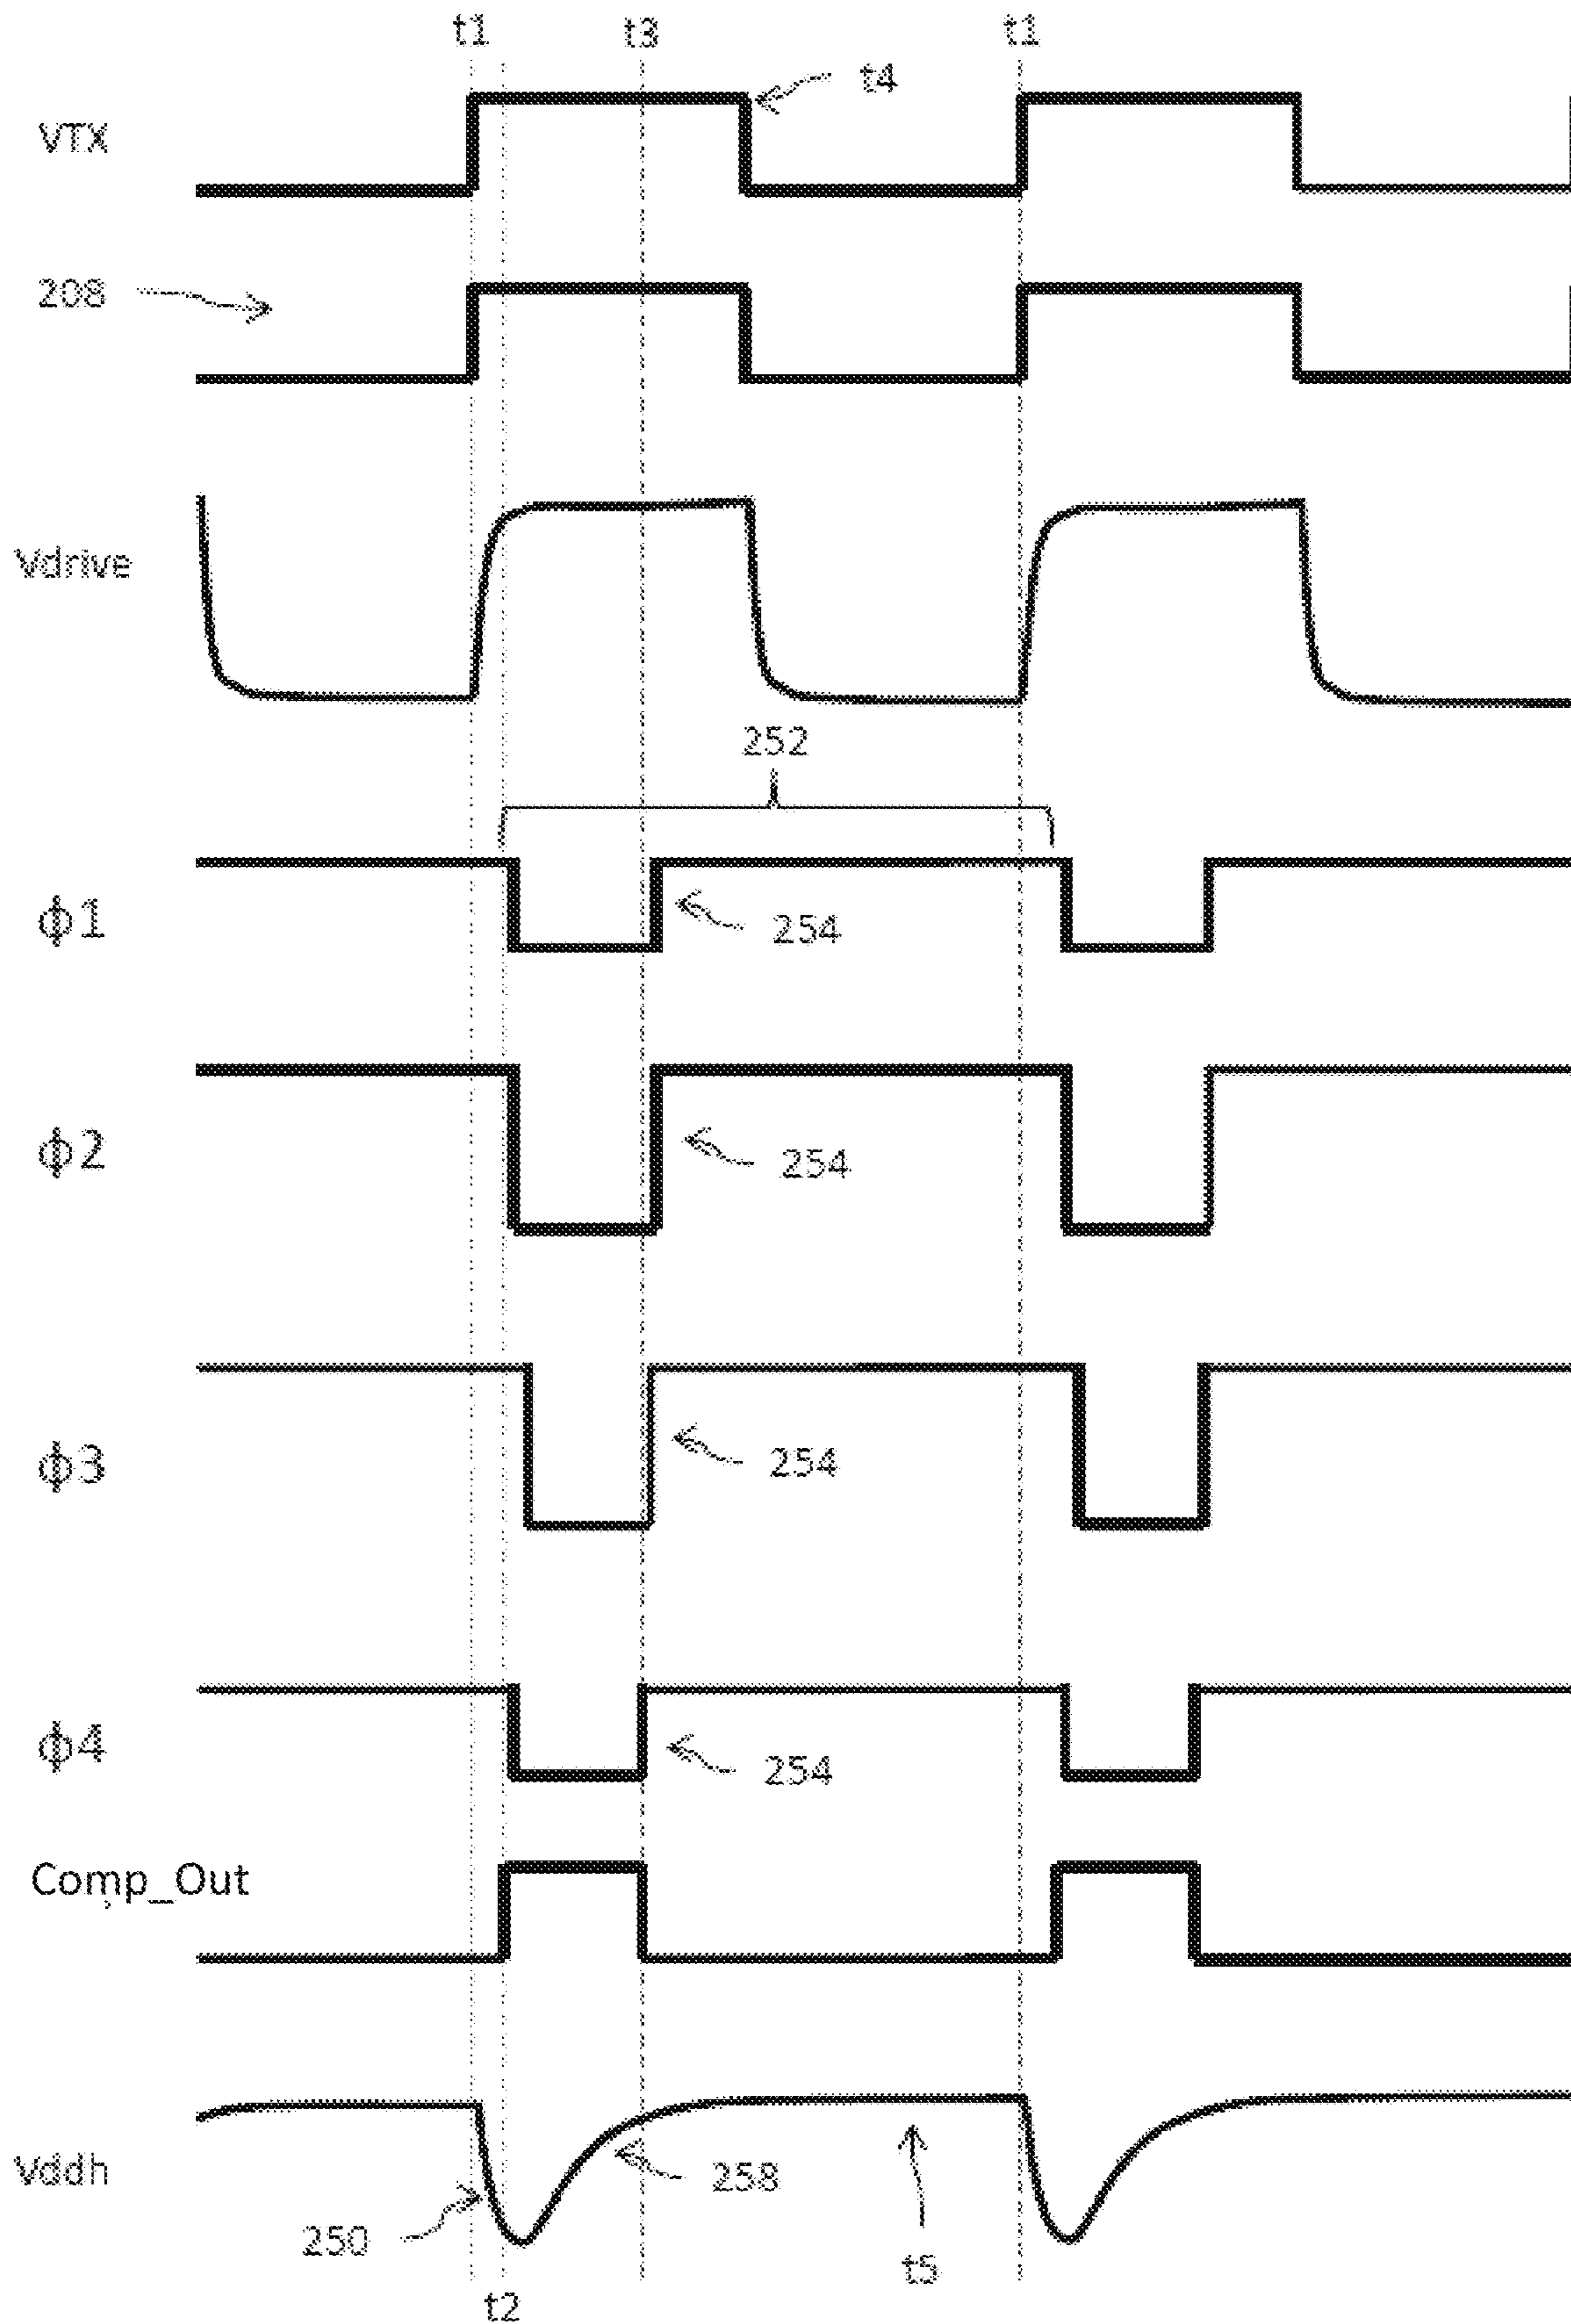 t1 t3 t1
t4
VTX
208
Vdrive
252
ϕ1
254
ϕ2
254
ϕ3
254
ϕ4
254
Comp_Out
Vddh
258
250
t5
t2